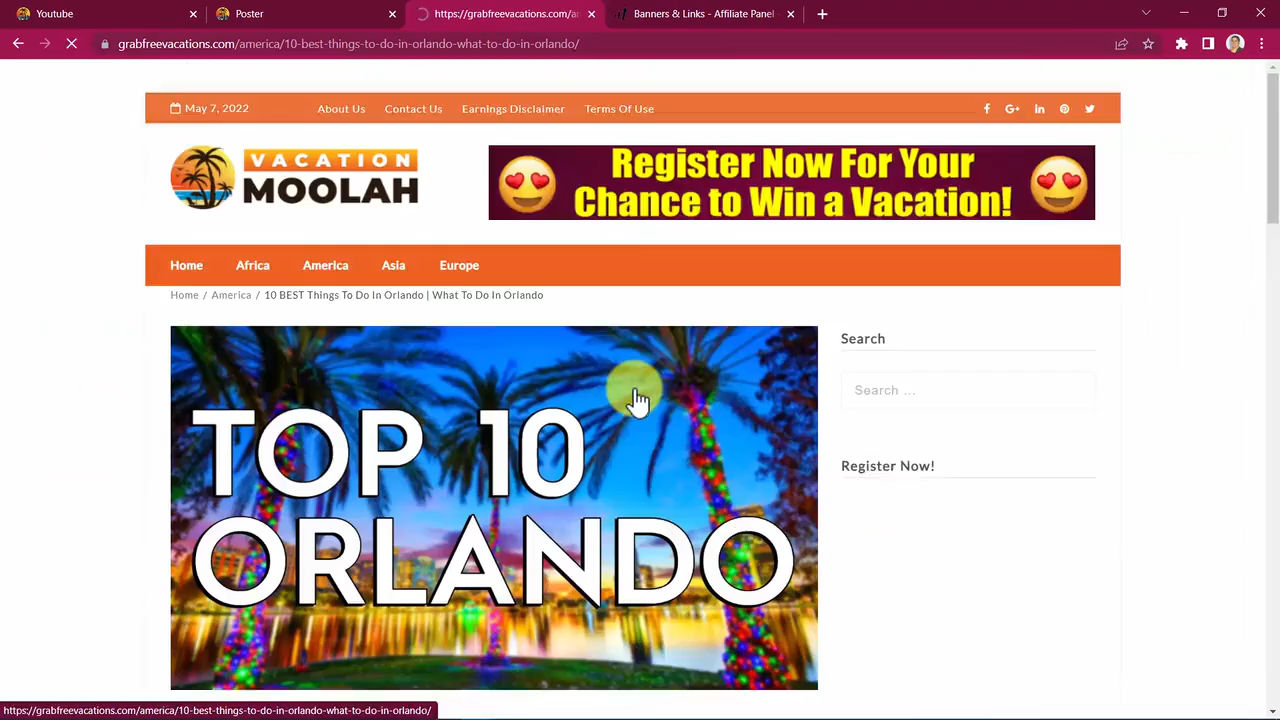 Youtube
Poster
https://grabfreevacations.com/an
Banners & Links - Affiliate Panel -
grabfreevacations.com/america/10-best-things-to-do-in-orlando-what-to-do-in-orlando/
May 7, 2022
About Us
Contact Us
Earnings Disclaimer
Terms Of Use
VACATION
MOOLAH
Register Now For Your
Chance to Win a Vacation!
Home
Africa
America
Asia
Europe
Home / America / 10 BEST Things To Do In Orlando | What To Do In Orlando
TOP 10
ORLANDO
Search
Search ...
Register Now!
https://grabfreevacations.com/america/10-best-things-to-do-in-orlando-what-to-do-in-orlando/